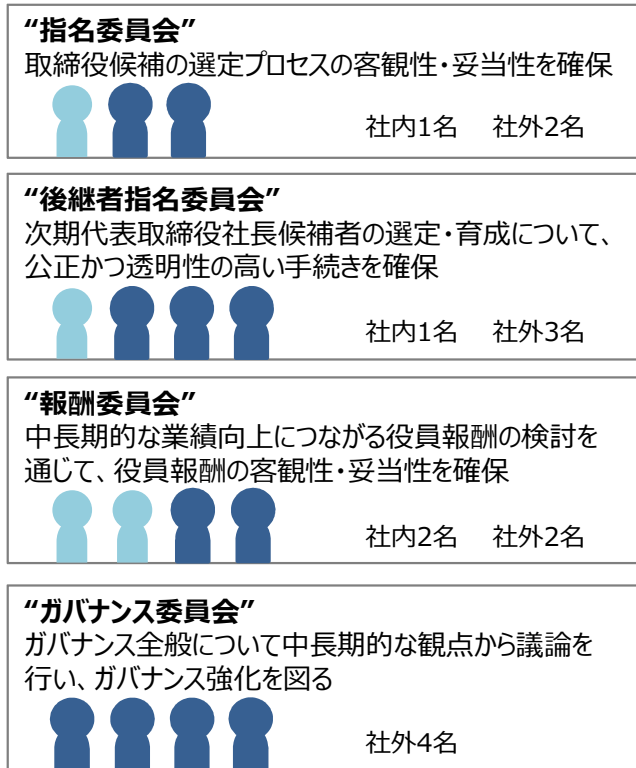 “指名委員会”
取締役候補の選定プロセスの客観性・妥当性を確保
社内1名 社外2名
“後継者指名委員会”
次期代表取締役社長候補者の選定・育成について、
公正かつ透明性の高い手続きを確保
社内1名 社外3名
“報酬委員会”
中長期的な業績向上につながる役員報酬の検討を
通じて、役員報酬の客観性・妥当性を確保
社内2名 社外2名
“ガバナンス委員会”
ガバナンス全般について中長期的な観点から議論を
行い、ガバナンス強化を図る
社外4名